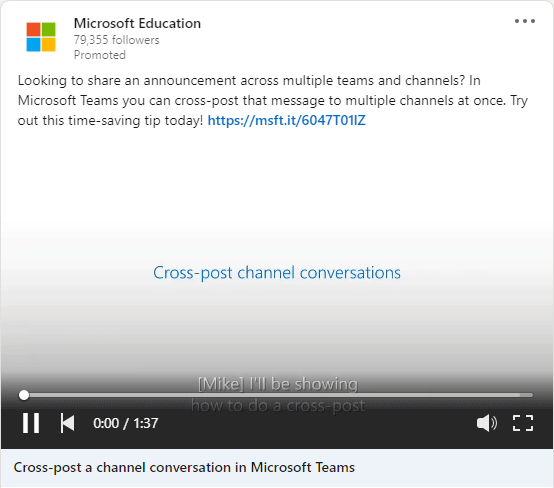 Microsoft Education
79,355 followers
Promoted
Looking to share an announcement across multiple teams and channels? In
Microsoft Teams you can cross-post that message to multiple channels at once. Try
out this time-saving tip today! https://msft.it/6047T01lZ
Cross-post channel conversations
[Mike] I'll be showing
how to do a cross-post
0:00 / 1:37
Cross-post a channel conversation in Microsoft Teams